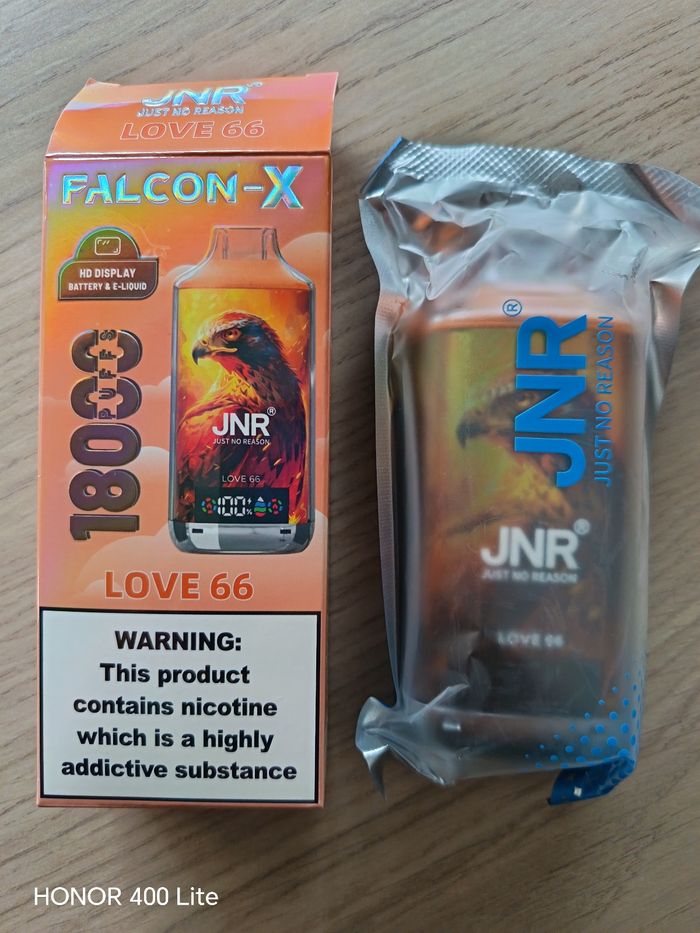 JNR®
JUST NO REASON
LOVE 66
FALCON-X
HD DISPLAY
BATTERY & E-LIQUID
18000
PUFFS
JNR®
JUST NO REASON
LOVE 66
100%
LOVE 66
WARNING:
This product
contains nicotine
which is a highly
addictive substance
JNR®
JUST NO REASON
JNR®
JUST NO REASON
LOVE 66
HONOR 400 Lite